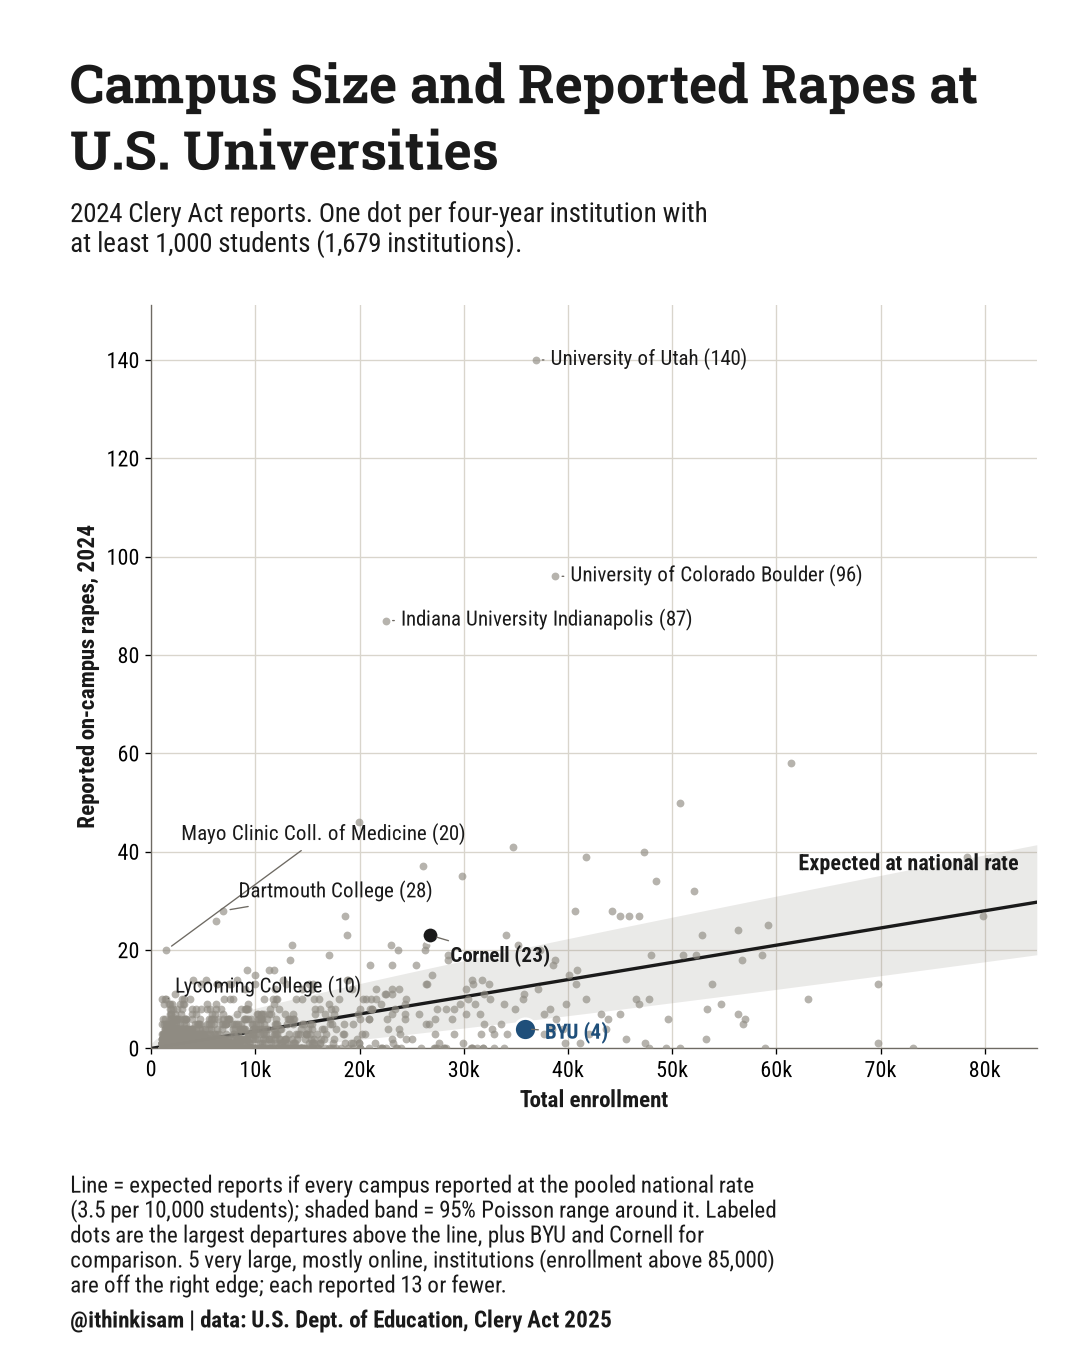 Campus Size and Reported Rapes at
U.S. Universities
2024 Clery Act reports. One dot per four-year institution with
at least 1,000 students (1,679 institutions).
140
University of Utah (140)
120
100
University of Colorado Boulder (96)
Indiana University Indianapolis (87)
80
60
Mayo Clinic Coll. of Medicine (20)
40
Expected at national rate
Dartmouth College (28)
20
Cornell (23)
Lycoming College (10)
BYU (4)
0
Reported on-campus rapes, 2024
0 10k 20k 30k 40k 50k 60k 70k 80k
Total enrollment
Line = expected reports if every campus reported at the pooled national rate
(3.5 per 10,000 students); shaded band = 95% Poisson range around it. Labeled
dots are the largest departures above the line, plus BYU and Cornell for
comparison. 5 very large, mostly online, institutions (enrollment above 85,000)
are off the right edge; each reported 13 or fewer.
@ithinkisam | data: U.S. Dept. of Education, Clery Act 2025